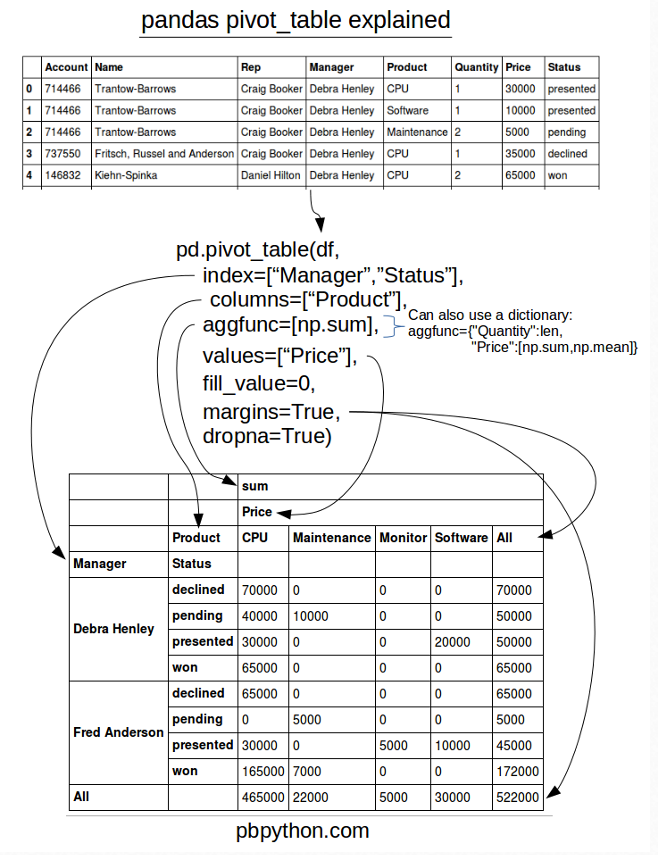 pandas pivot_table explained
Account Name Rep Manager Product Quantity Price Status
0 714466 Trantow-Barrows Craig Booker Debra Henley CPU 1 30000 presented
1 714466 Trantow-Barrows Craig Booker Debra Henley Software 1 10000 presented
2 714466 Trantow-Barrows Craig Booker Debra Henley Maintenance 2 5000 pending
3 737550 Fritsch, Russel and Anderson Craig Booker Debra Henley CPU 1 35000 declined
4 146832 Kiehn-Spinka Daniel Hilton Debra Henley CPU 2 65000 won
pd.pivot_table(df,
index=[“Manager”,”Status”],
columns=[“Product”],
aggfunc=[np.sum],
Can also use a dictionary:
aggfunc={"Quantity":len,
"Price":[np.sum,np.mean]}
values=[“Price”],
fill_value=0,
margins=True,
dropna=True)
sum
Price
Product CPU Maintenance Monitor Software All
Manager Status
Debra Henley declined 70000 0 0 0 70000
pending 40000 10000 0 0 50000
presented 30000 0 0 20000 50000
won 65000 0 0 0 65000
Fred Anderson declined 65000 0 0 0 65000
pending 0 5000 0 0 5000
presented 30000 0 5000 10000 45000
won 165000 7000 0 0 172000
All 465000 22000 5000 30000 522000
pbpython.com